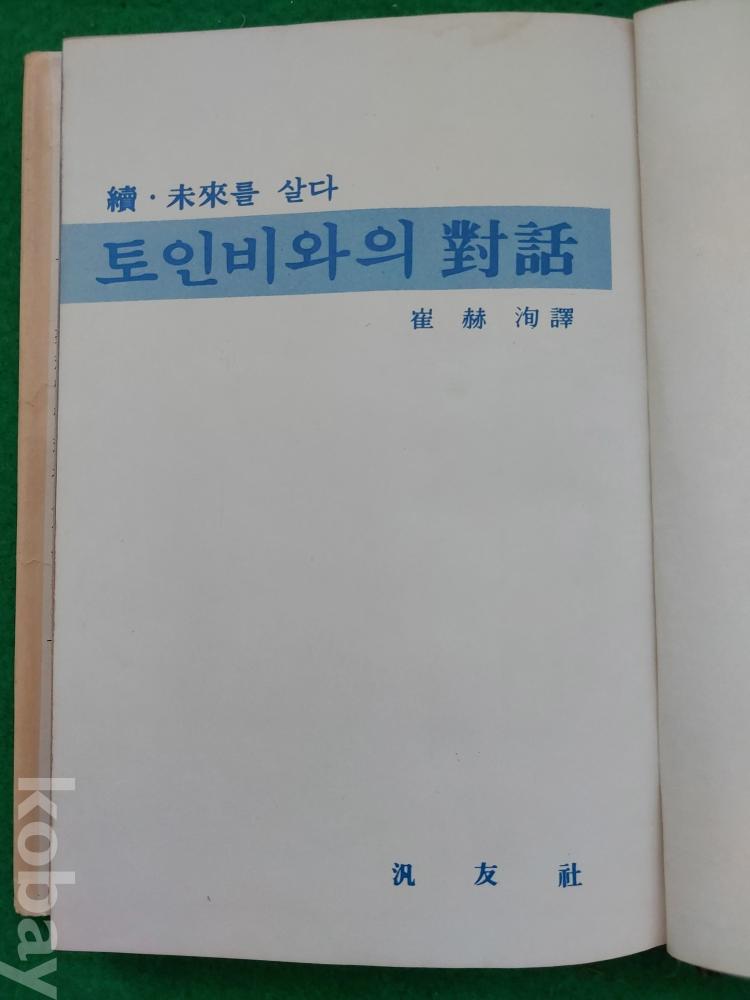 續·未來를 살다
토인비와의 對話
崔赫洵 譯
汎友社
kobay